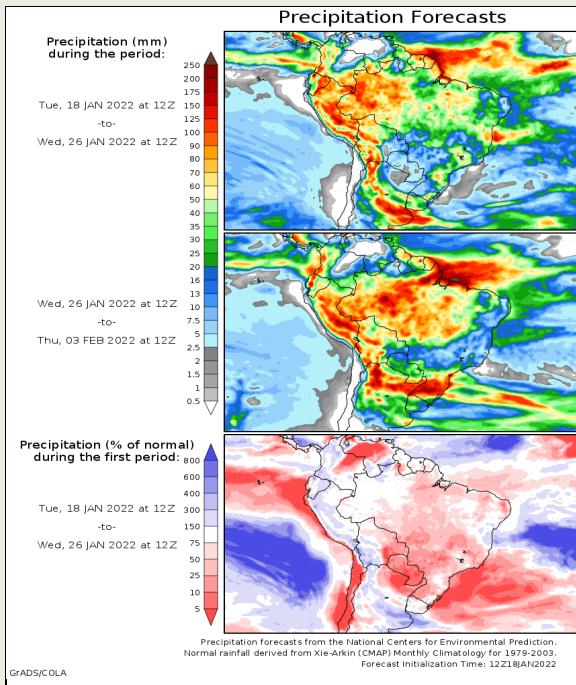 Precipitation Forecasts
Precipitation (mm)
during the period:
Tue, 18 JAN 2022 at 12Z
-to-
Wed, 26 JAN 2022 at 12Z
250
200
175
150
125
100
90
80
70
60
50
40
35
30
25
20
16
13
10
7.5
5
2.5
2
1.5
1
0.5
Wed, 26 JAN 2022 at 12Z
-to-
Thu, 03 FEB 2022 at 12Z
Precipitation (% of normal)
during the first period:
Tue, 18 JAN 2022 at 12Z
-to-
Wed, 26 JAN 2022 at 12Z
800
600
400
300
150
75
50
25
10
5
Precipitation forecasts from the National Centers for Environmental Prediction.
Normal rainfall derived from Xie-Arkin (CMAP) Monthly Climatology for 1979-2003.
Forecast Initialization Time: 12Z18JAN2022
GrADS/COLA